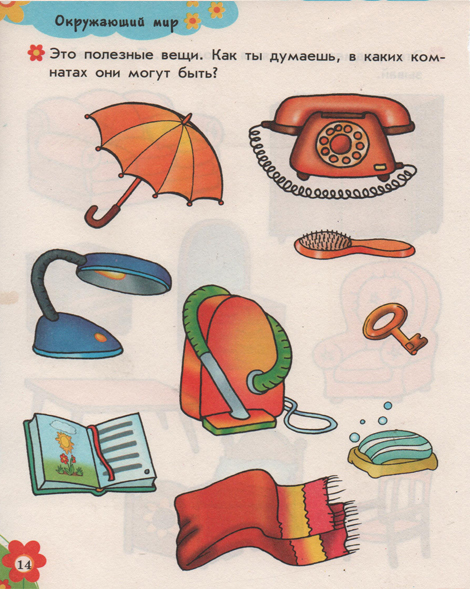 Окружающий мир
Это полезные вещи. Как ты думаешь, в каких ком-
натах они могут быть?
14